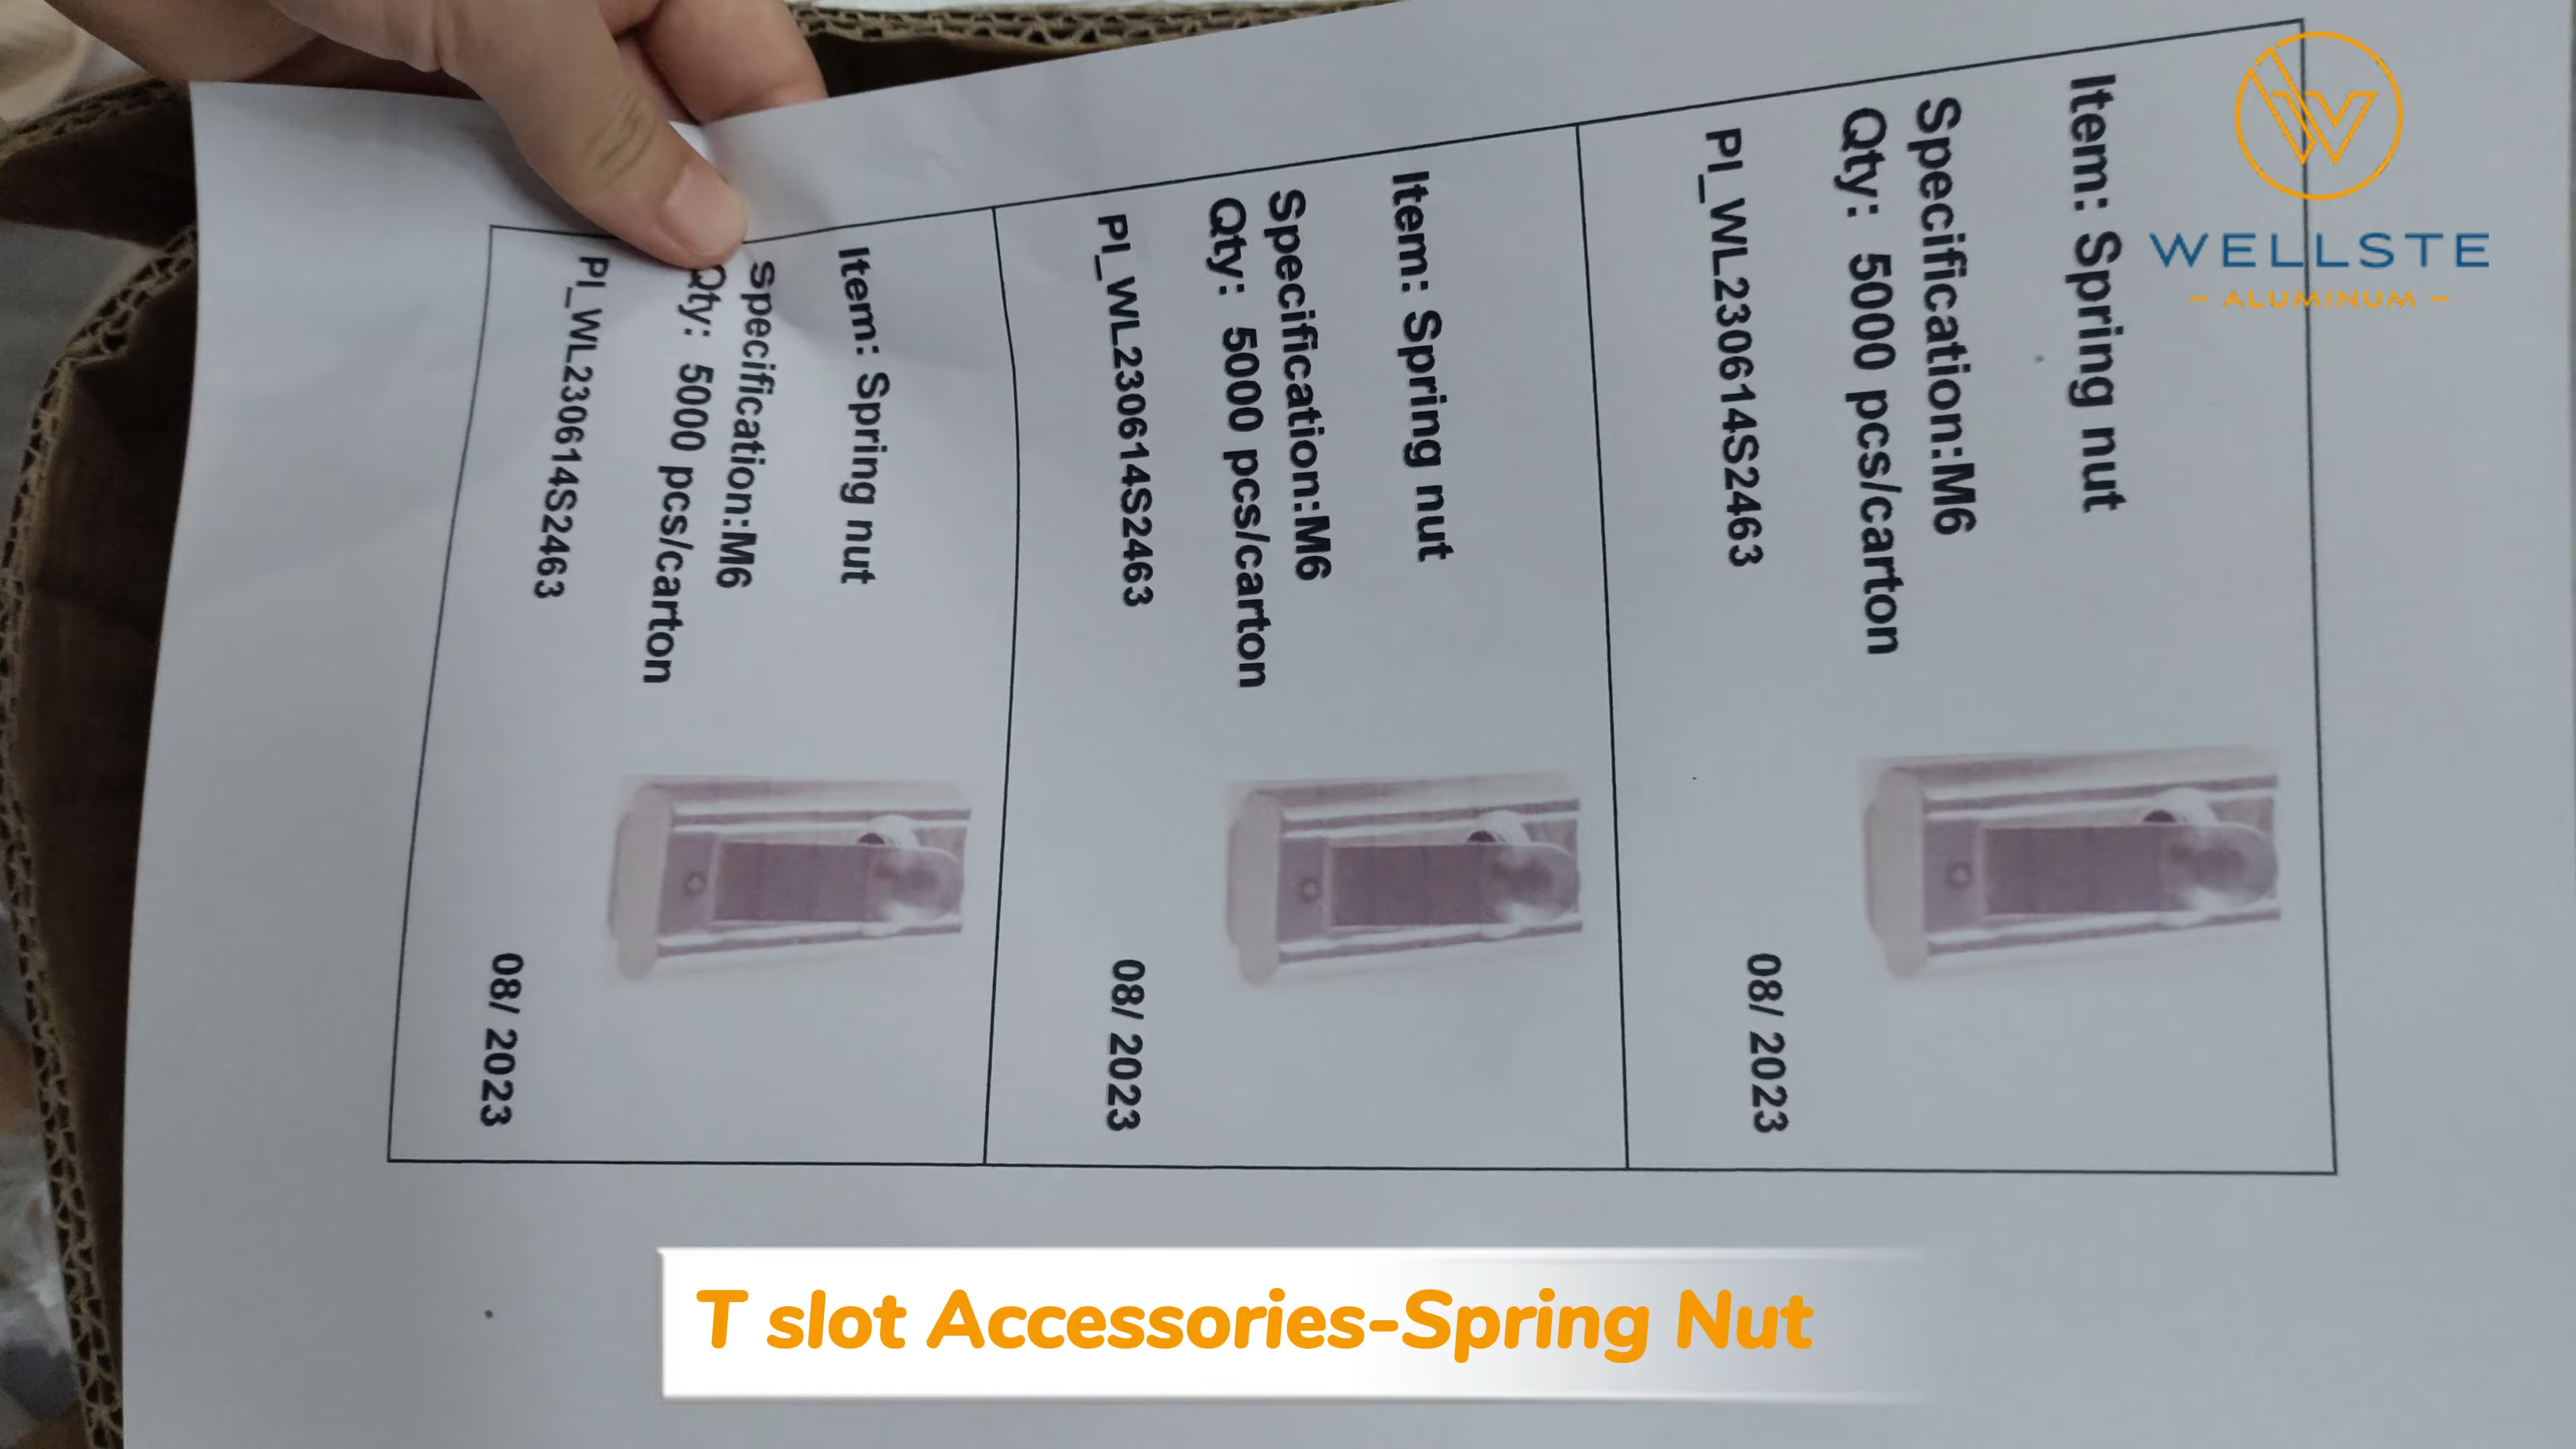 WELLSTE
- ALUMINUM -
Item: Spring nut
Specification:M6
Qty: 5000 pcs/carton
PI_WL230614S2463
08/ 2023
Item: Spring nut
Specification:M6
Qty: 5000 pcs/carton
PI_WL230614S2463
08/ 2023
Item: Spring nut
Specification:M6
Qty: 5000 pcs/carton
PI_WL230614S2463
08/ 2023
T slot Accessories-Spring Nut